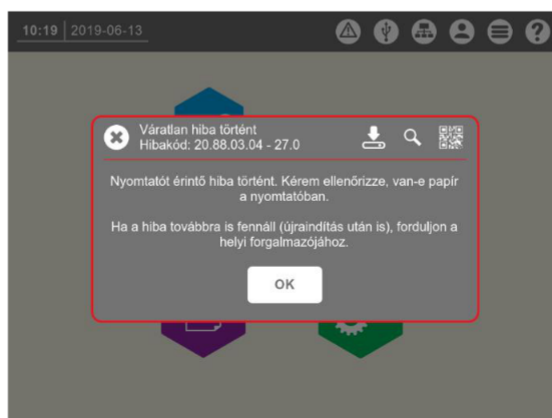 10:19 2019-06-13
Váratlan hiba történt
Hibakód: 20.88.03.04 - 27.0
Nyomtatót érintő hiba történt. Kérem ellenőrizze, van-e papír
a nyomtatóban.
Ha a hiba továbbra is fennáll (újraindítás után is), forduljon a
helyi forgalmazójához.
OK